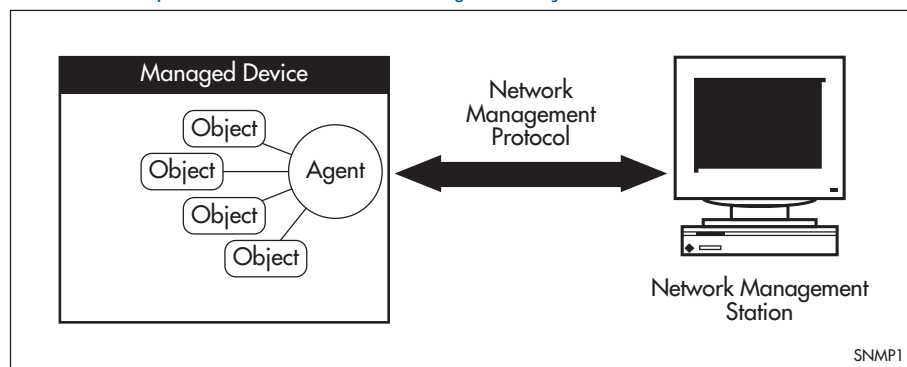 Managed Device
Object
Object
Object
Object
Agent
Network
Management
Protocol
Network Management
Station
SNMP1